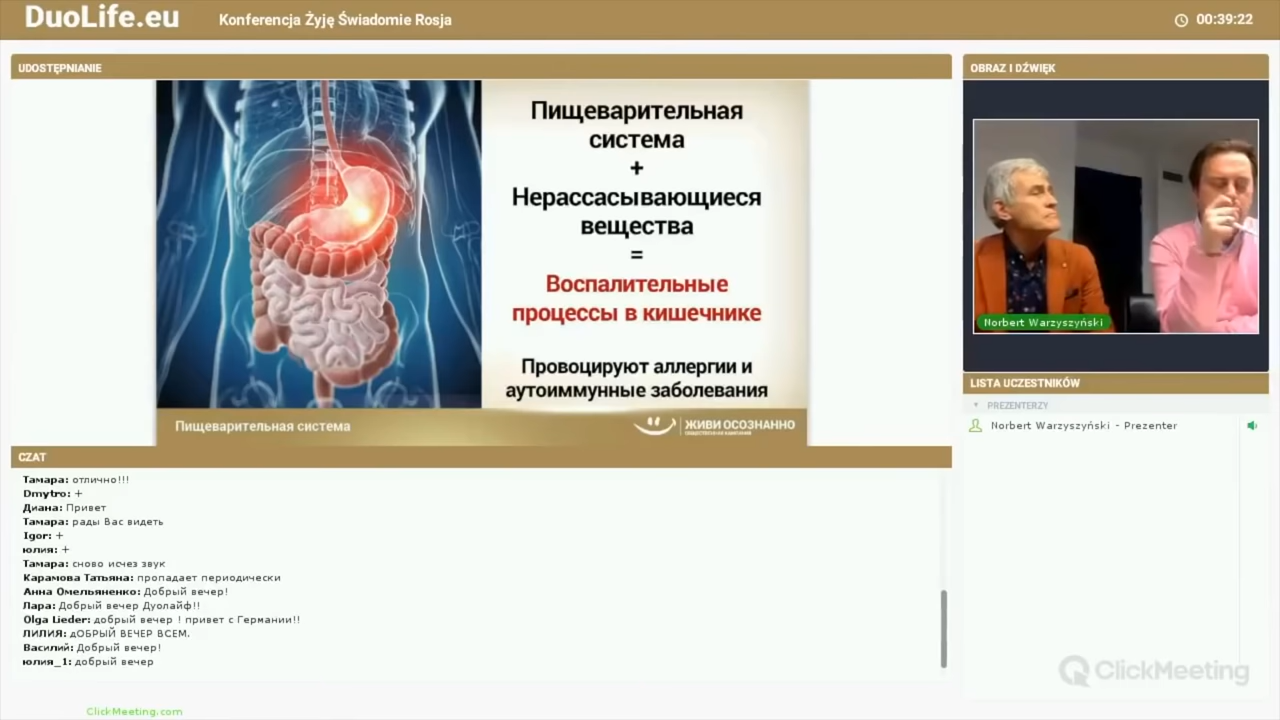 DuoLife.eu
Konferencja Żyję Świadomie Rosja
00:39:22
UDOSTĘPNIANIE
Пищеварительная
система
+
Нерассасывающиеся
вещества
=
Воспалительные
процессы в кишечнике
Провоцируют аллергии и
аутоиммунные заболевания
Пищеварительная система
ЖИВИ ОСОЗНАННО
OBRAZ I DŹWIĘK
Norbert Warzyszyński
LISTA UCZESTNIKÓW
PREZENTERZY
Norbert Warzyszyński - Prezenter
CZAT
Тамара: отлично!!!
Dmytro: +
Диана: Привет
Тамара: рады Вас видеть
Igor: +
юлия: +
Тамара: сново исчез звук
Карамова Татьяна: пропадает периодически
Анна Омельяненко: Добрый вечер!
Лара: Добрый вечер Дуолайф!!
Olga Lieder: добрый вечер ! привет с Германии!!
ЛИЛИЯ: дОБРЫЙ ВЕЧЕР ВСЕМ.
Василий: Добрый вечер!
юлия_1: добрый вечер
ClickMeeting
ClickMeeting.com